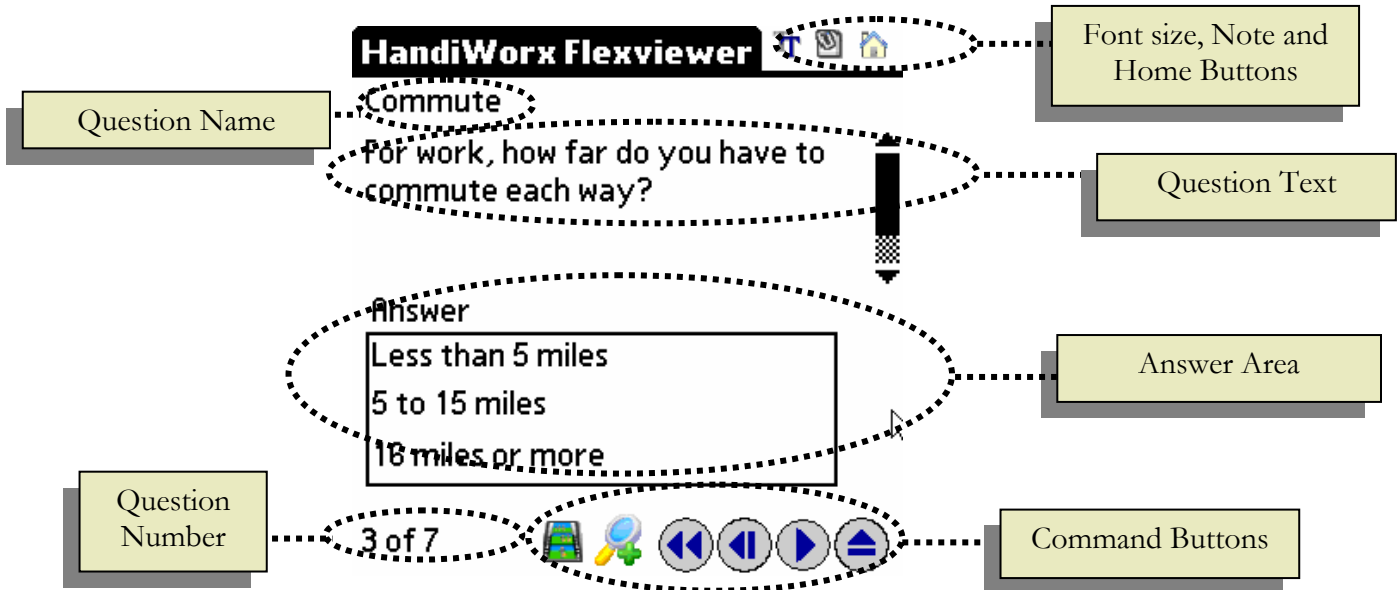 HandiWorx Flexviewer
T
Font size, Note and
Home Buttons
Question Name
Commute
For work, how far do you have to
commute each way?
Question Text
Answer
Less than 5 miles
5 to 15 miles
16 miles or more
Answer Area
Question
Number
3 of 7
Command Buttons